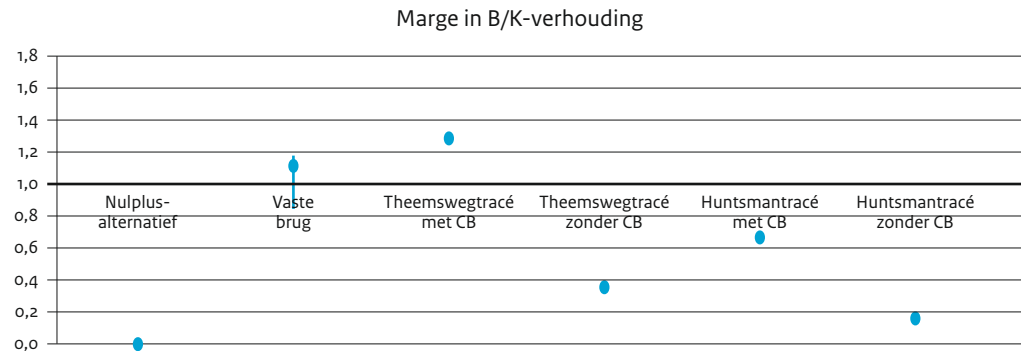 Marge in B/K-verhouding
1,8
1,6
1,4
1,2
1,0
Nulplus-
alternatief
Vaste
brug
Theemswegtracé
met CB
Theemswegtracé
zonder CB
Huntsmantracé
met CB
Huntsmantracé
zonder CB
0,8
0,6
0,4
0,2
0,0